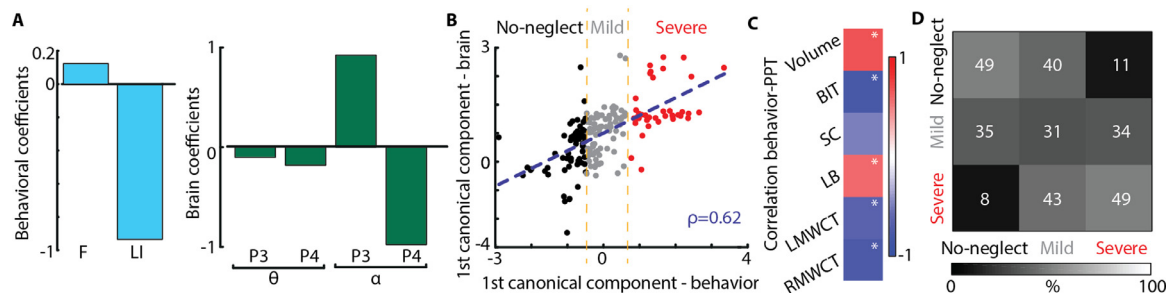 A
Behavioral coefficients
0.2
0
-1
F LI
Brain coefficients
1
0
-1
P3 P4 P3 P4
θ α
B
No-neglect Mild Severe
1st canonical component - brain
3
0
-4
ρ=0.62
-3 0 4
1st canonical component - behavior
C
Correlation behavior-PPT
Volume *
BIT *
SC
LB *
LMWCT *
RMWCT *
1
-1
D
No-neglect 49 40 11
Mild 35 31 34
Severe 8 43 49
No-neglect Mild Severe
0 % 100